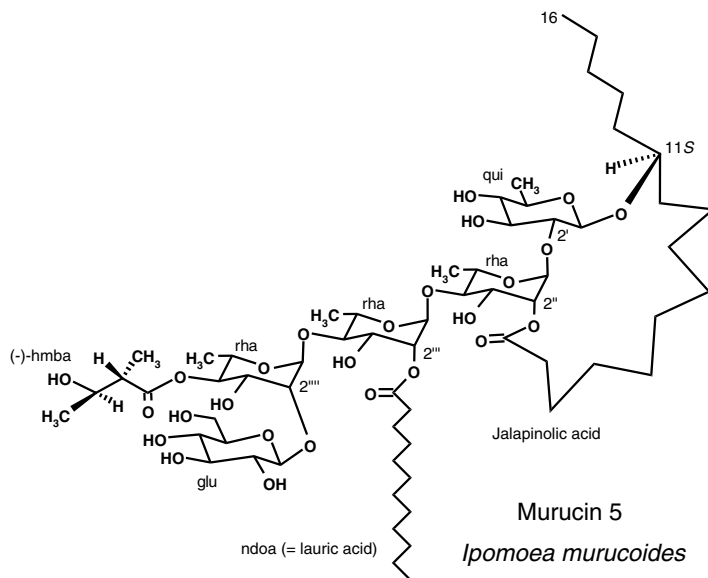 16
11S
H
qui
CH3
O
HO
O
HO
2'
O
rha
H3C
O
rha
O
HO
2"
O
O
H3C
O
rha
O
HO
2'''
(-)-hmba
H
CH3
H3C
O
HO
O
O
H
H3C
HO
2''''
O
O
HO
O
HO
O
HO
OH
glu
Jalapinolic acid
ndoa (= lauric acid)
Murucin 5
Ipomoea murucoides